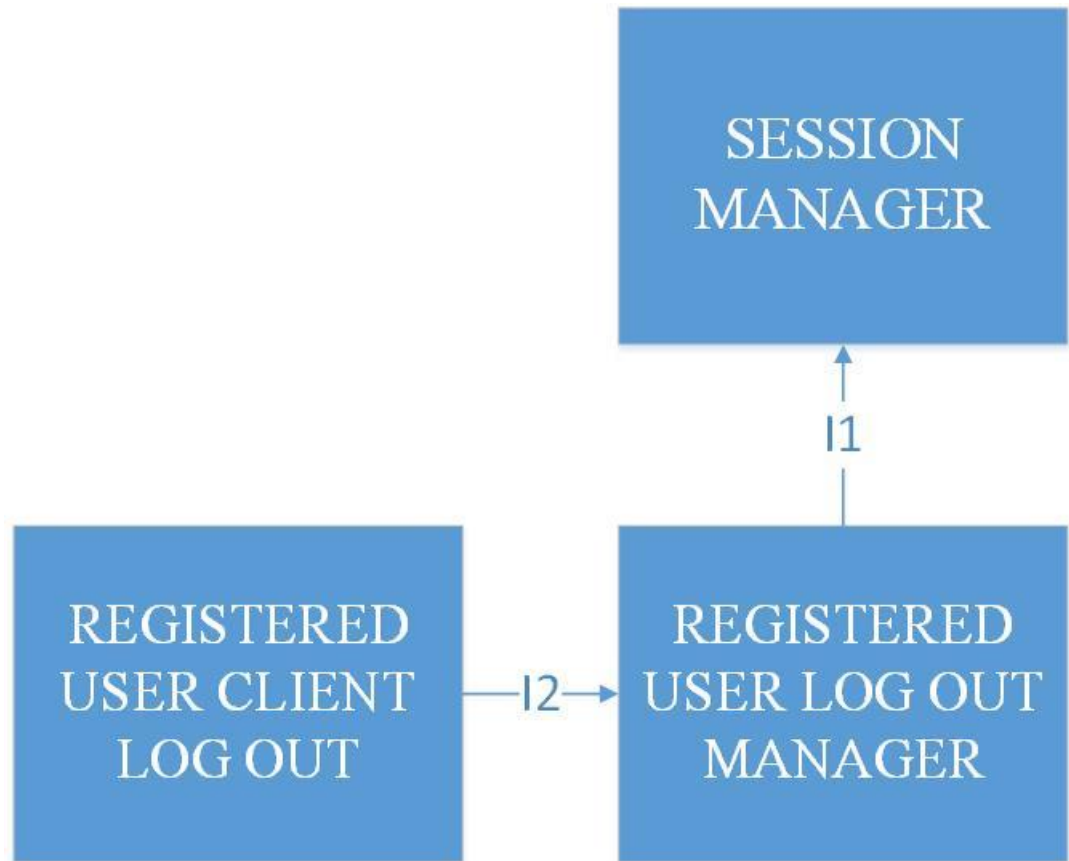 SESSION
MANAGER
I1
REGISTERED
USER CLIENT
LOG OUT
I2
REGISTERED
USER LOG OUT
MANAGER